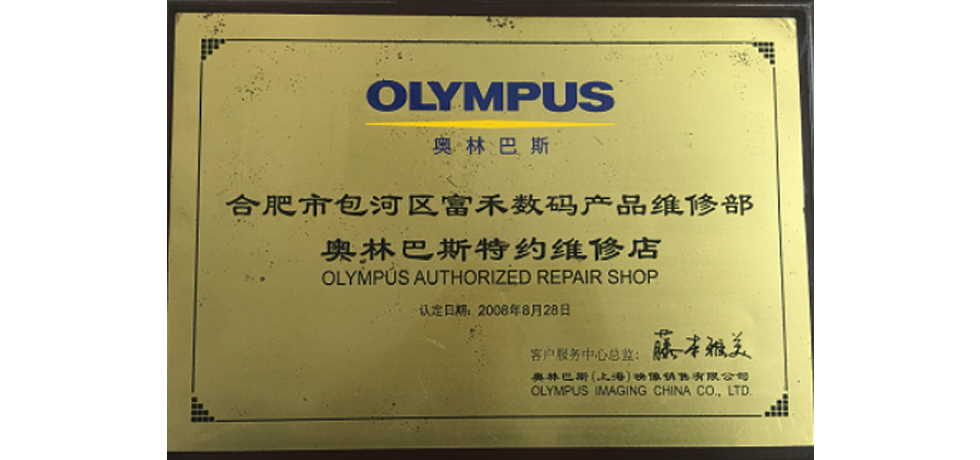 OLYMPUS
奥林巴斯
合肥市包河区富禾数码产品维修部
奥林巴斯特约维修店
OLYMPUS AUTHORIZED REPAIR SHOP
认定日期：2008年8月28日
客户服务中心总监：藤本雅美
奥林巴斯(上海)映像销售有限公司
OLYMPUS IMAGING CHINA CO., LTD.